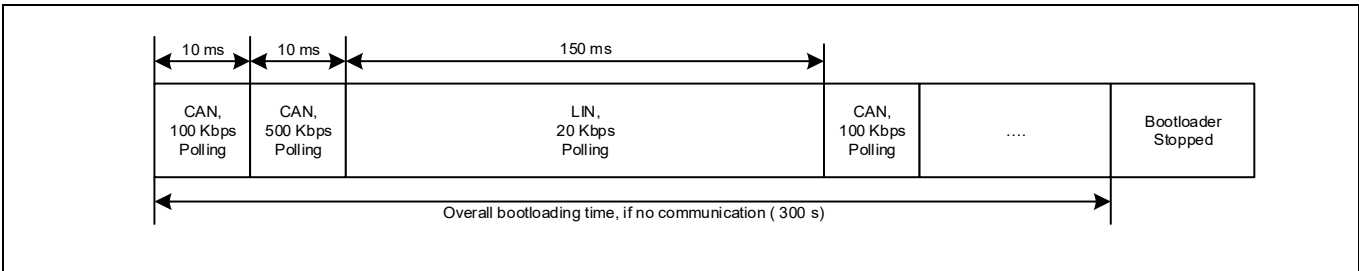 10 ms
10 ms
150 ms
CAN,
100 Kbps
Polling
CAN,
500 Kbps
Polling
LIN,
20 Kbps
Polling
CAN,
100 Kbps
Polling
....
Bootloader
Stopped
Overall bootloading time, if no communication ( 300 s)